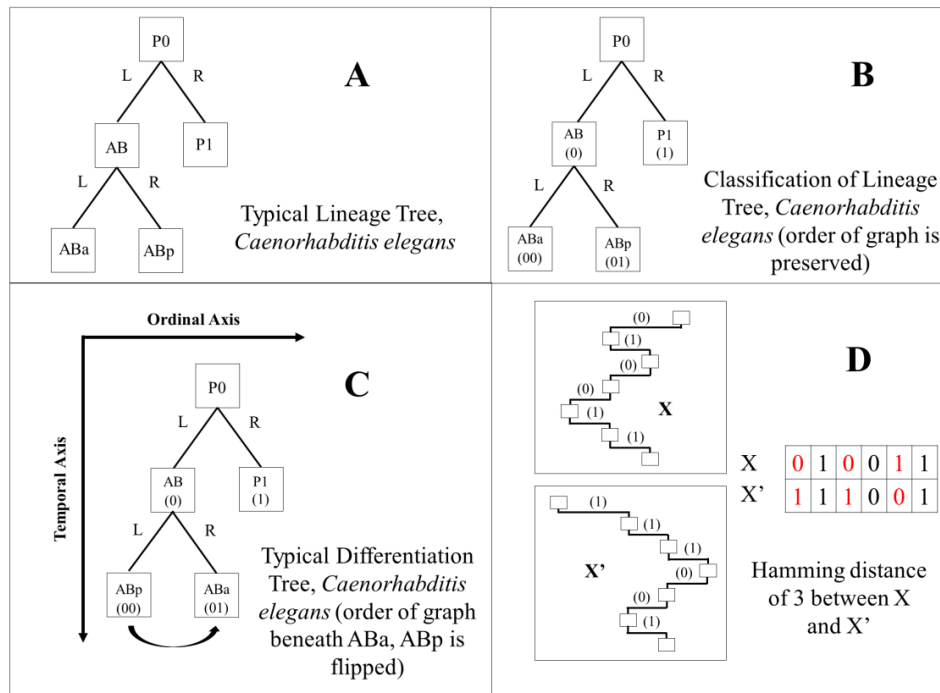 P0
L R
A
AB
P1
L R
ABa
ABp
Typical Lineage Tree,
Caenorhabditis elegans
P0
L R
B
AB
(0)
P1
(1)
L R
ABa
(00)
ABp
(01)
Classification of Lineage
Tree, Caenorhabditis
elegans (order of graph is
preserved)
Ordinal Axis
Temporal Axis
P0
C
L R
AB
(0)
P1
(1)
L R
ABp
(00)
ABa
(01)
Typical Differentiation
Tree, Caenorhabditis
elegans (order of graph
beneath ABa, ABp is
flipped)
(0)
(1)
(0)
(0)
(1)
(1)
X
D
X 0 1 0 0 1 1
X’ 1 1 1 0 0 1
(1)
(1)
(1)
(0)
(0)
(1)
X’
Hamming distance
of 3 between X
and X’